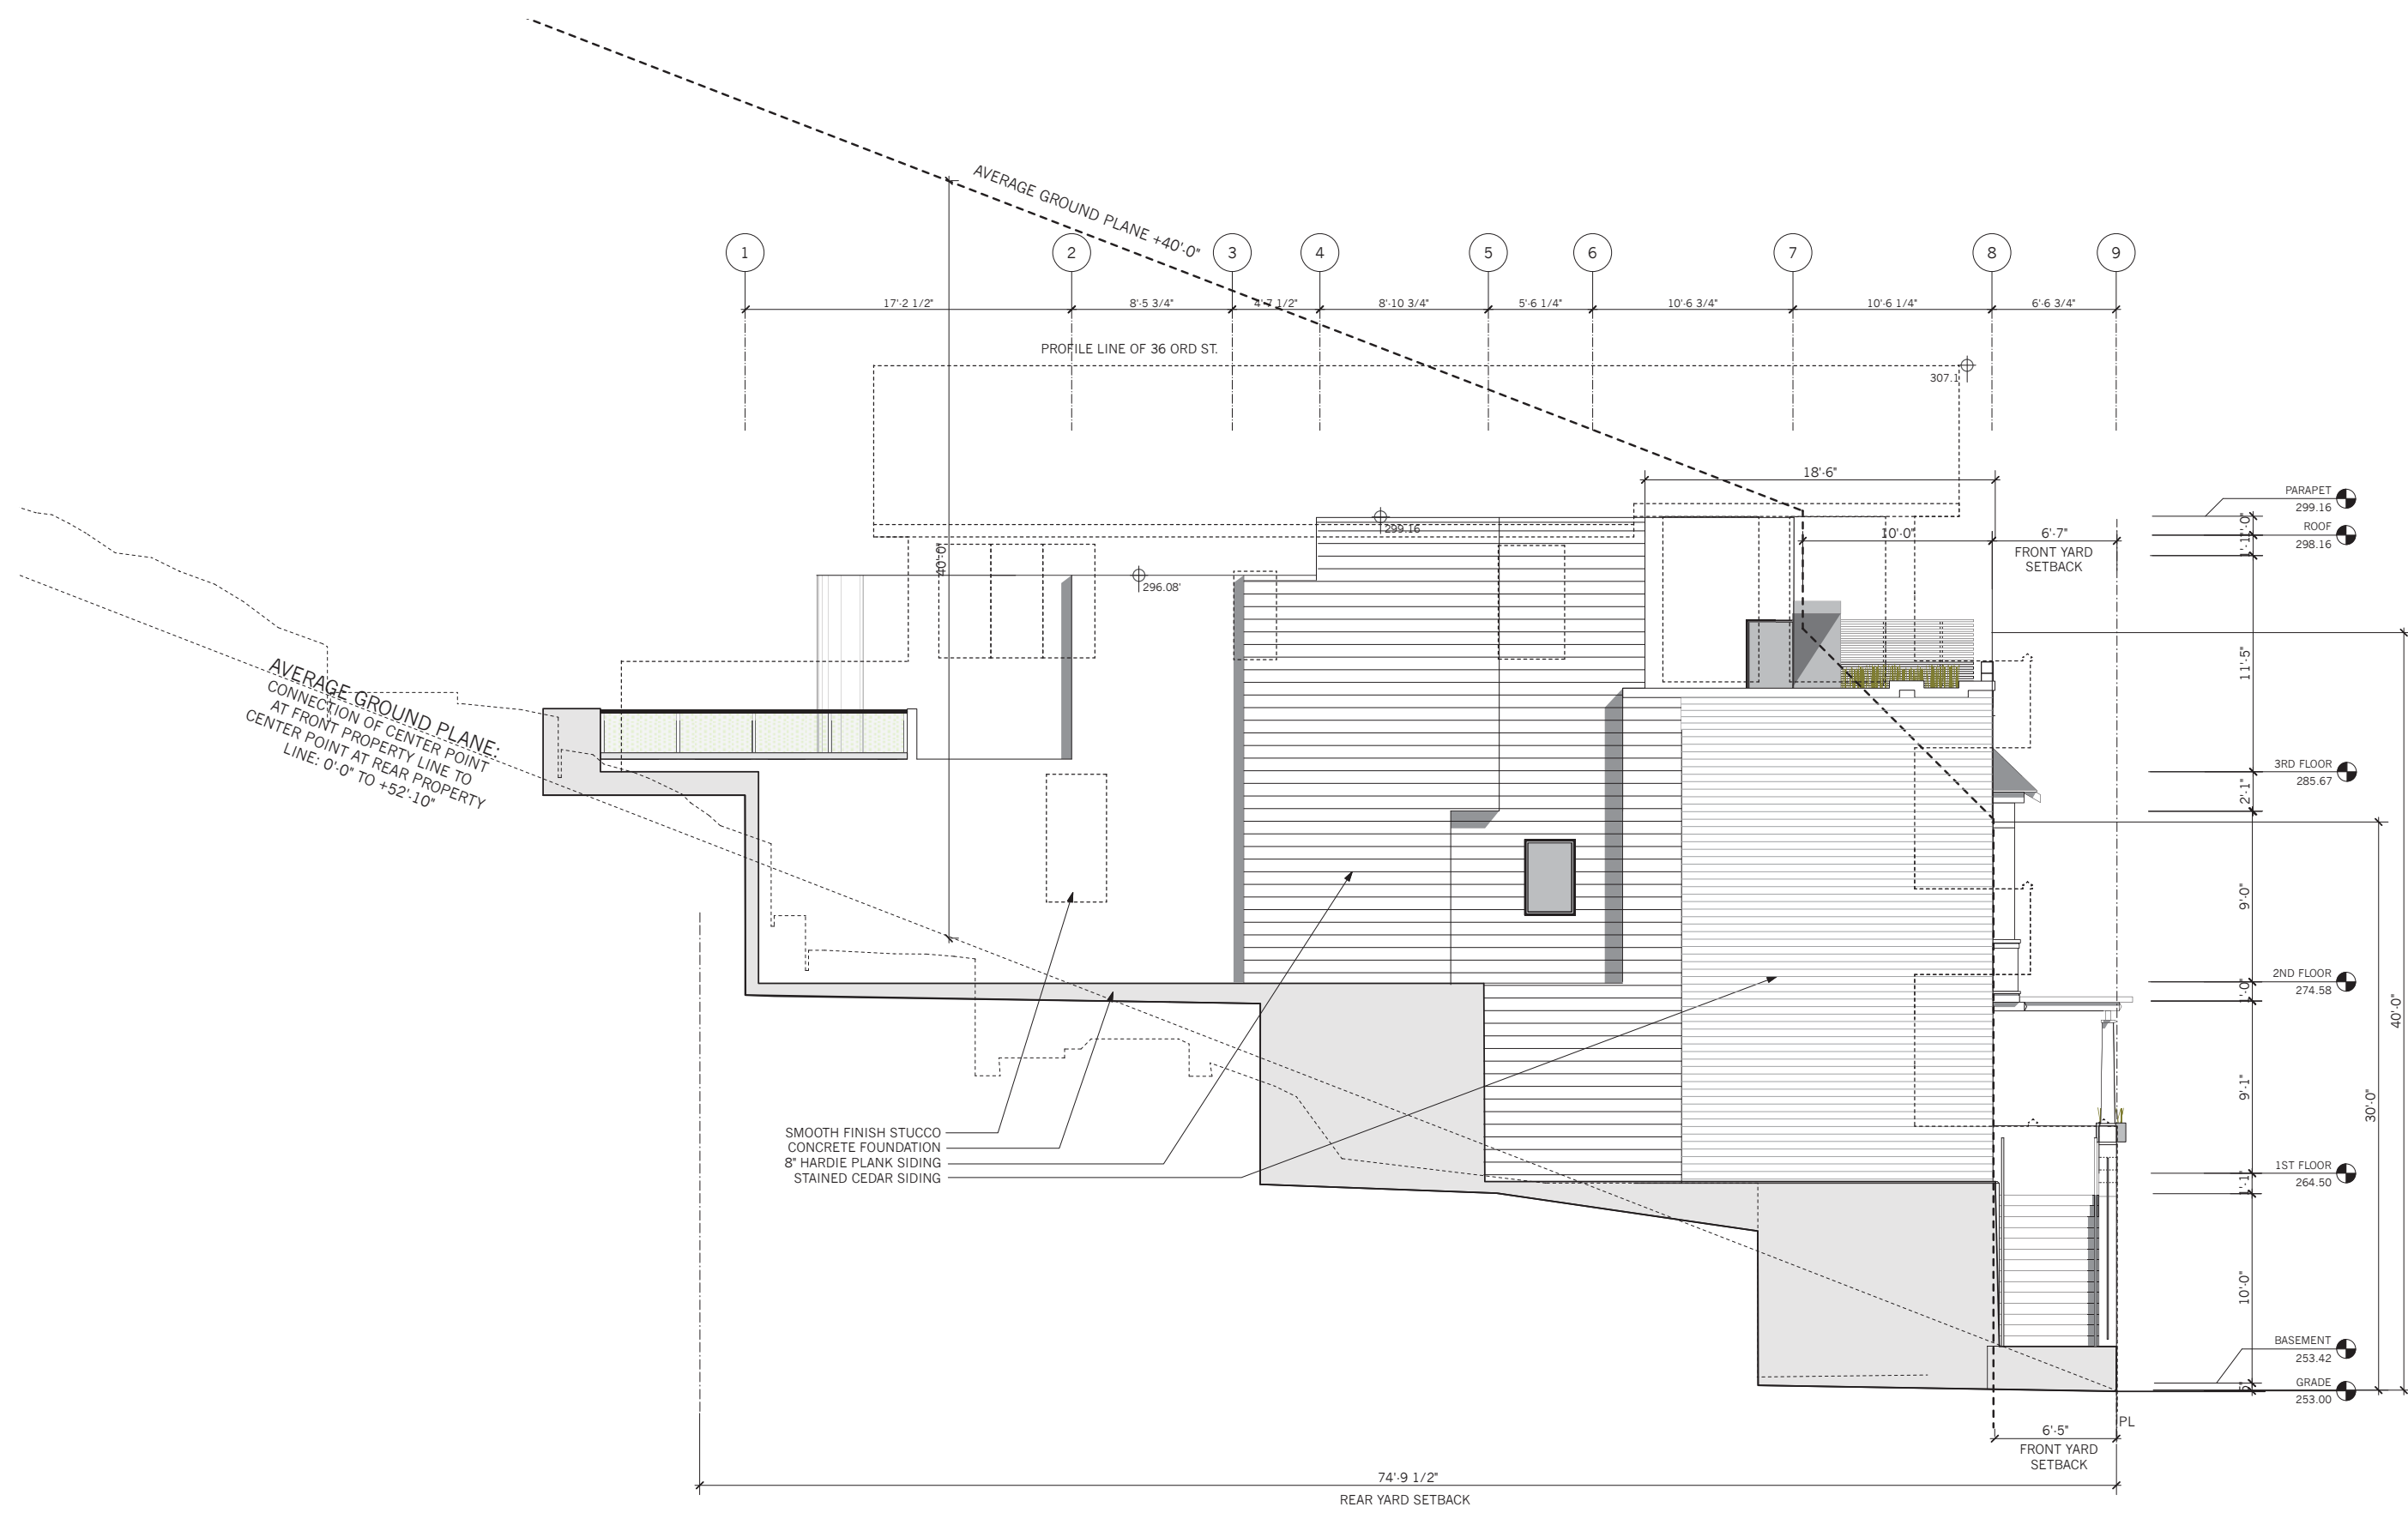 AVERAGE GROUND PLANE +40'-0"
1 2 3 4 5 6 7 8 9
17'-2 1/2" 8'-5 3/4" 4'-7 1/2" 8'-10 3/4" 5'-6 1/4" 10'-6 3/4" 10'-6 1/4" 6'-6 3/4"
PROFILE LINE OF 36 ORD ST.
307.1
18'-6"
299.16
10'-0"
6'-7"
FRONT YARD
SETBACK
40'-0"
296.08'
AVERAGE GROUND PLANE:
CONNECTION OF CENTER POINT
AT FRONT PROPERTY LINE TO
CENTER POINT AT REAR PROPERTY
LINE: 0'-0" TO +52'-10"
SMOOTH FINISH STUCCO
CONCRETE FOUNDATION
8" HARDIE PLANK SIDING
STAINED CEDAR SIDING
PARAPET
299.16
ROOF
298.16
3RD FLOOR
285.67
2ND FLOOR
274.58
1ST FLOOR
264.50
BASEMENT
253.42
GRADE
253.00
11'-5"
2'-1"
9'-0"
1'-0"
9'-1"
1'-1"
10'-0"
5"
30'-0"
40'-0"
PL
6'-5"
FRONT YARD
SETBACK
74'-9 1/2"
REAR YARD SETBACK